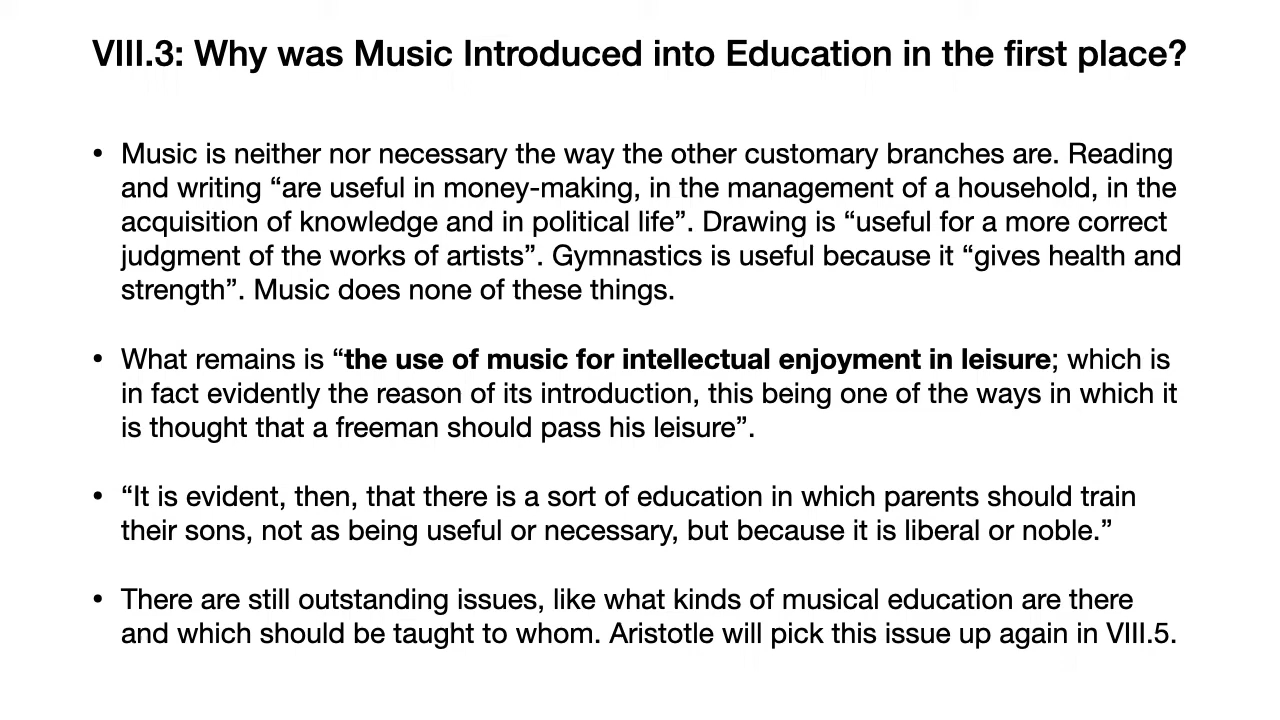 VIII.3: Why was Music Introduced into Education in the first place?
• Music is neither nor necessary the way the other customary branches are. Reading
and writing “are useful in money-making, in the management of a household, in the
acquisition of knowledge and in political life”. Drawing is “useful for a more correct
judgment of the works of artists”. Gymnastics is useful because it “gives health and
strength”. Music does none of these things.
• What remains is “the use of music for intellectual enjoyment in leisure; which is
in fact evidently the reason of its introduction, this being one of the ways in which it
is thought that a freeman should pass his leisure”.
• “It is evident, then, that there is a sort of education in which parents should train
their sons, not as being useful or necessary, but because it is liberal or noble.”
• There are still outstanding issues, like what kinds of musical education are there
and which should be taught to whom. Aristotle will pick this issue up again in VIII.5.